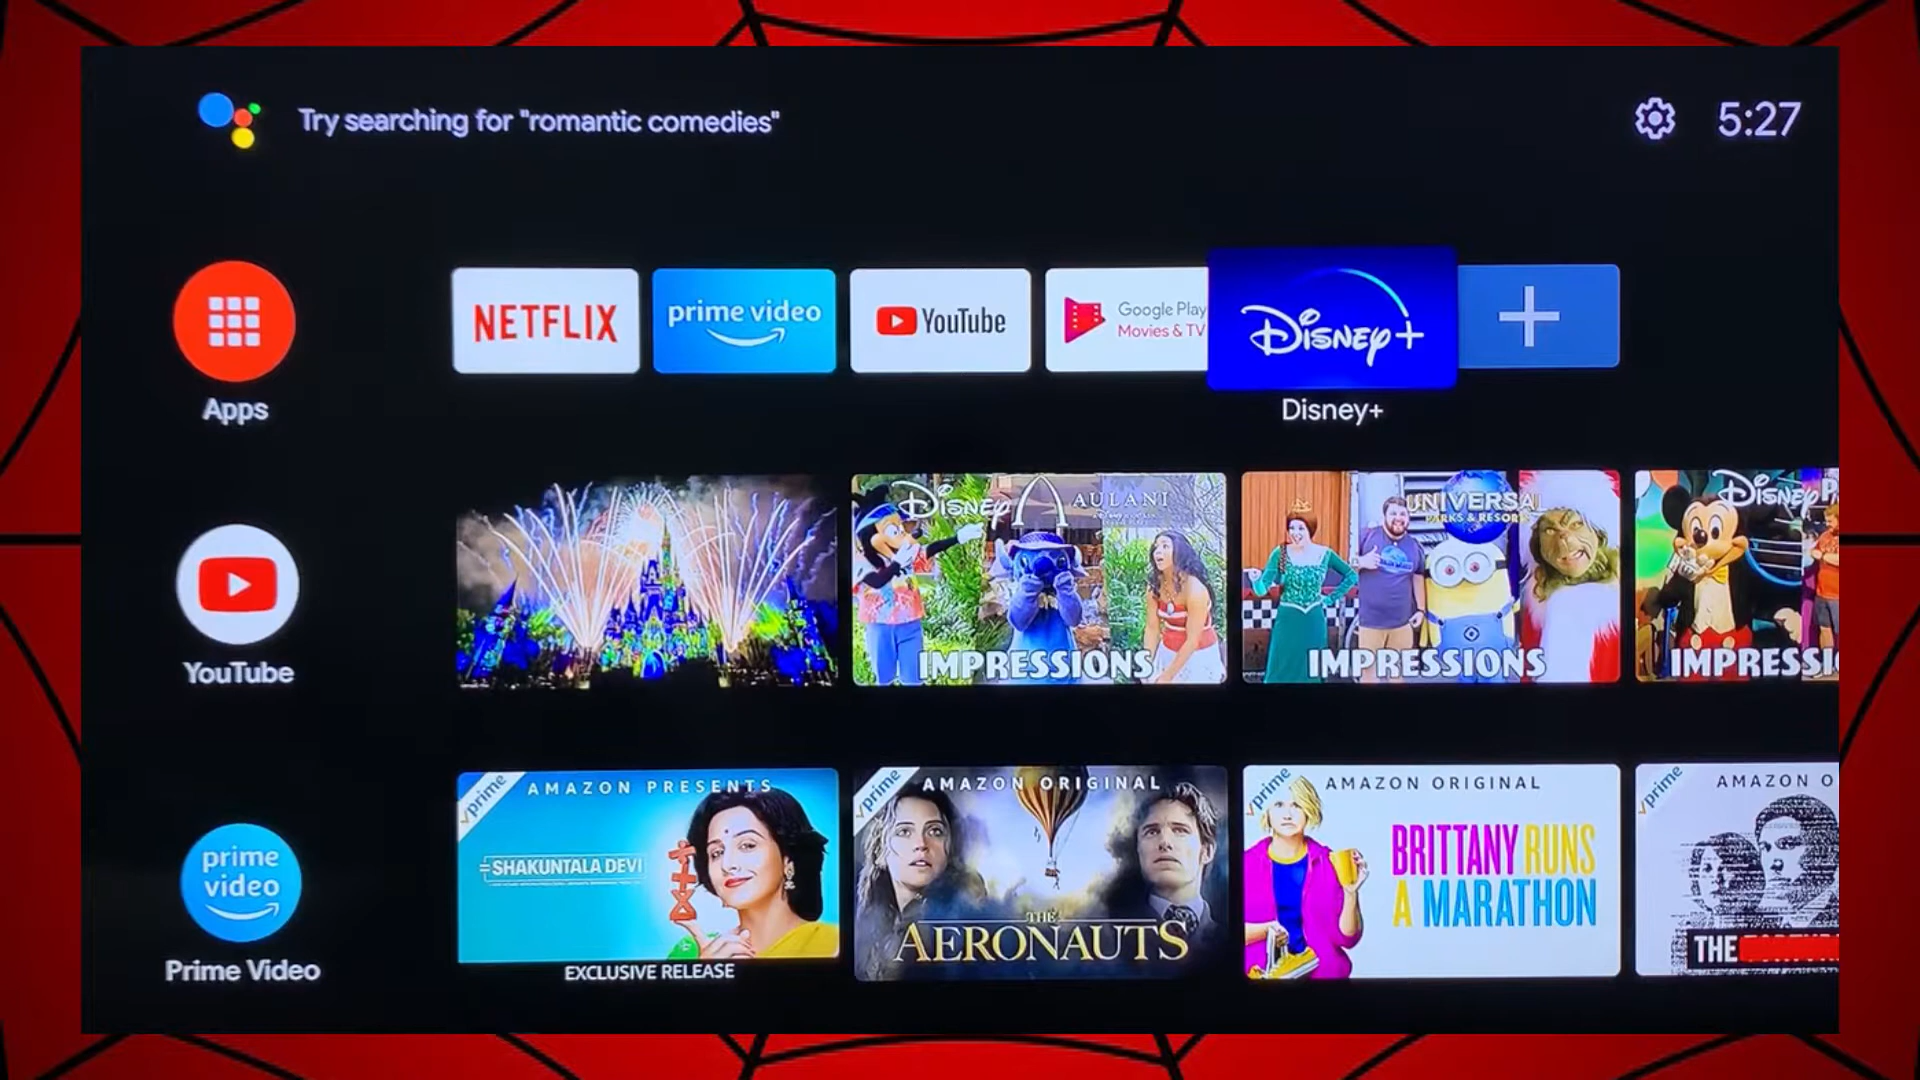 Try searching for "romantic comedies"
5:27
NETFLIX
prime video
YouTube
Google Play
Movies & TV
Disney+
Apps
Disney+
Disney
AULANI
UNIVERSAL
PARKS & RESOR
Disney P
IMPRESSIONS
IMPRESSIONS
IMPRESSI
YouTube
prime
AMAZON PRESENTS
SHAKUNTALA DEVI
EXCLUSIVE RELEASE
prime
AMAZON ORIGINAL
THE
AERONAUTS
prime
AMAZON ORIGINAL
BRITTANY RUNS
A MARATHON
prime
AMAZON O
THE
prime
video
Prime Video